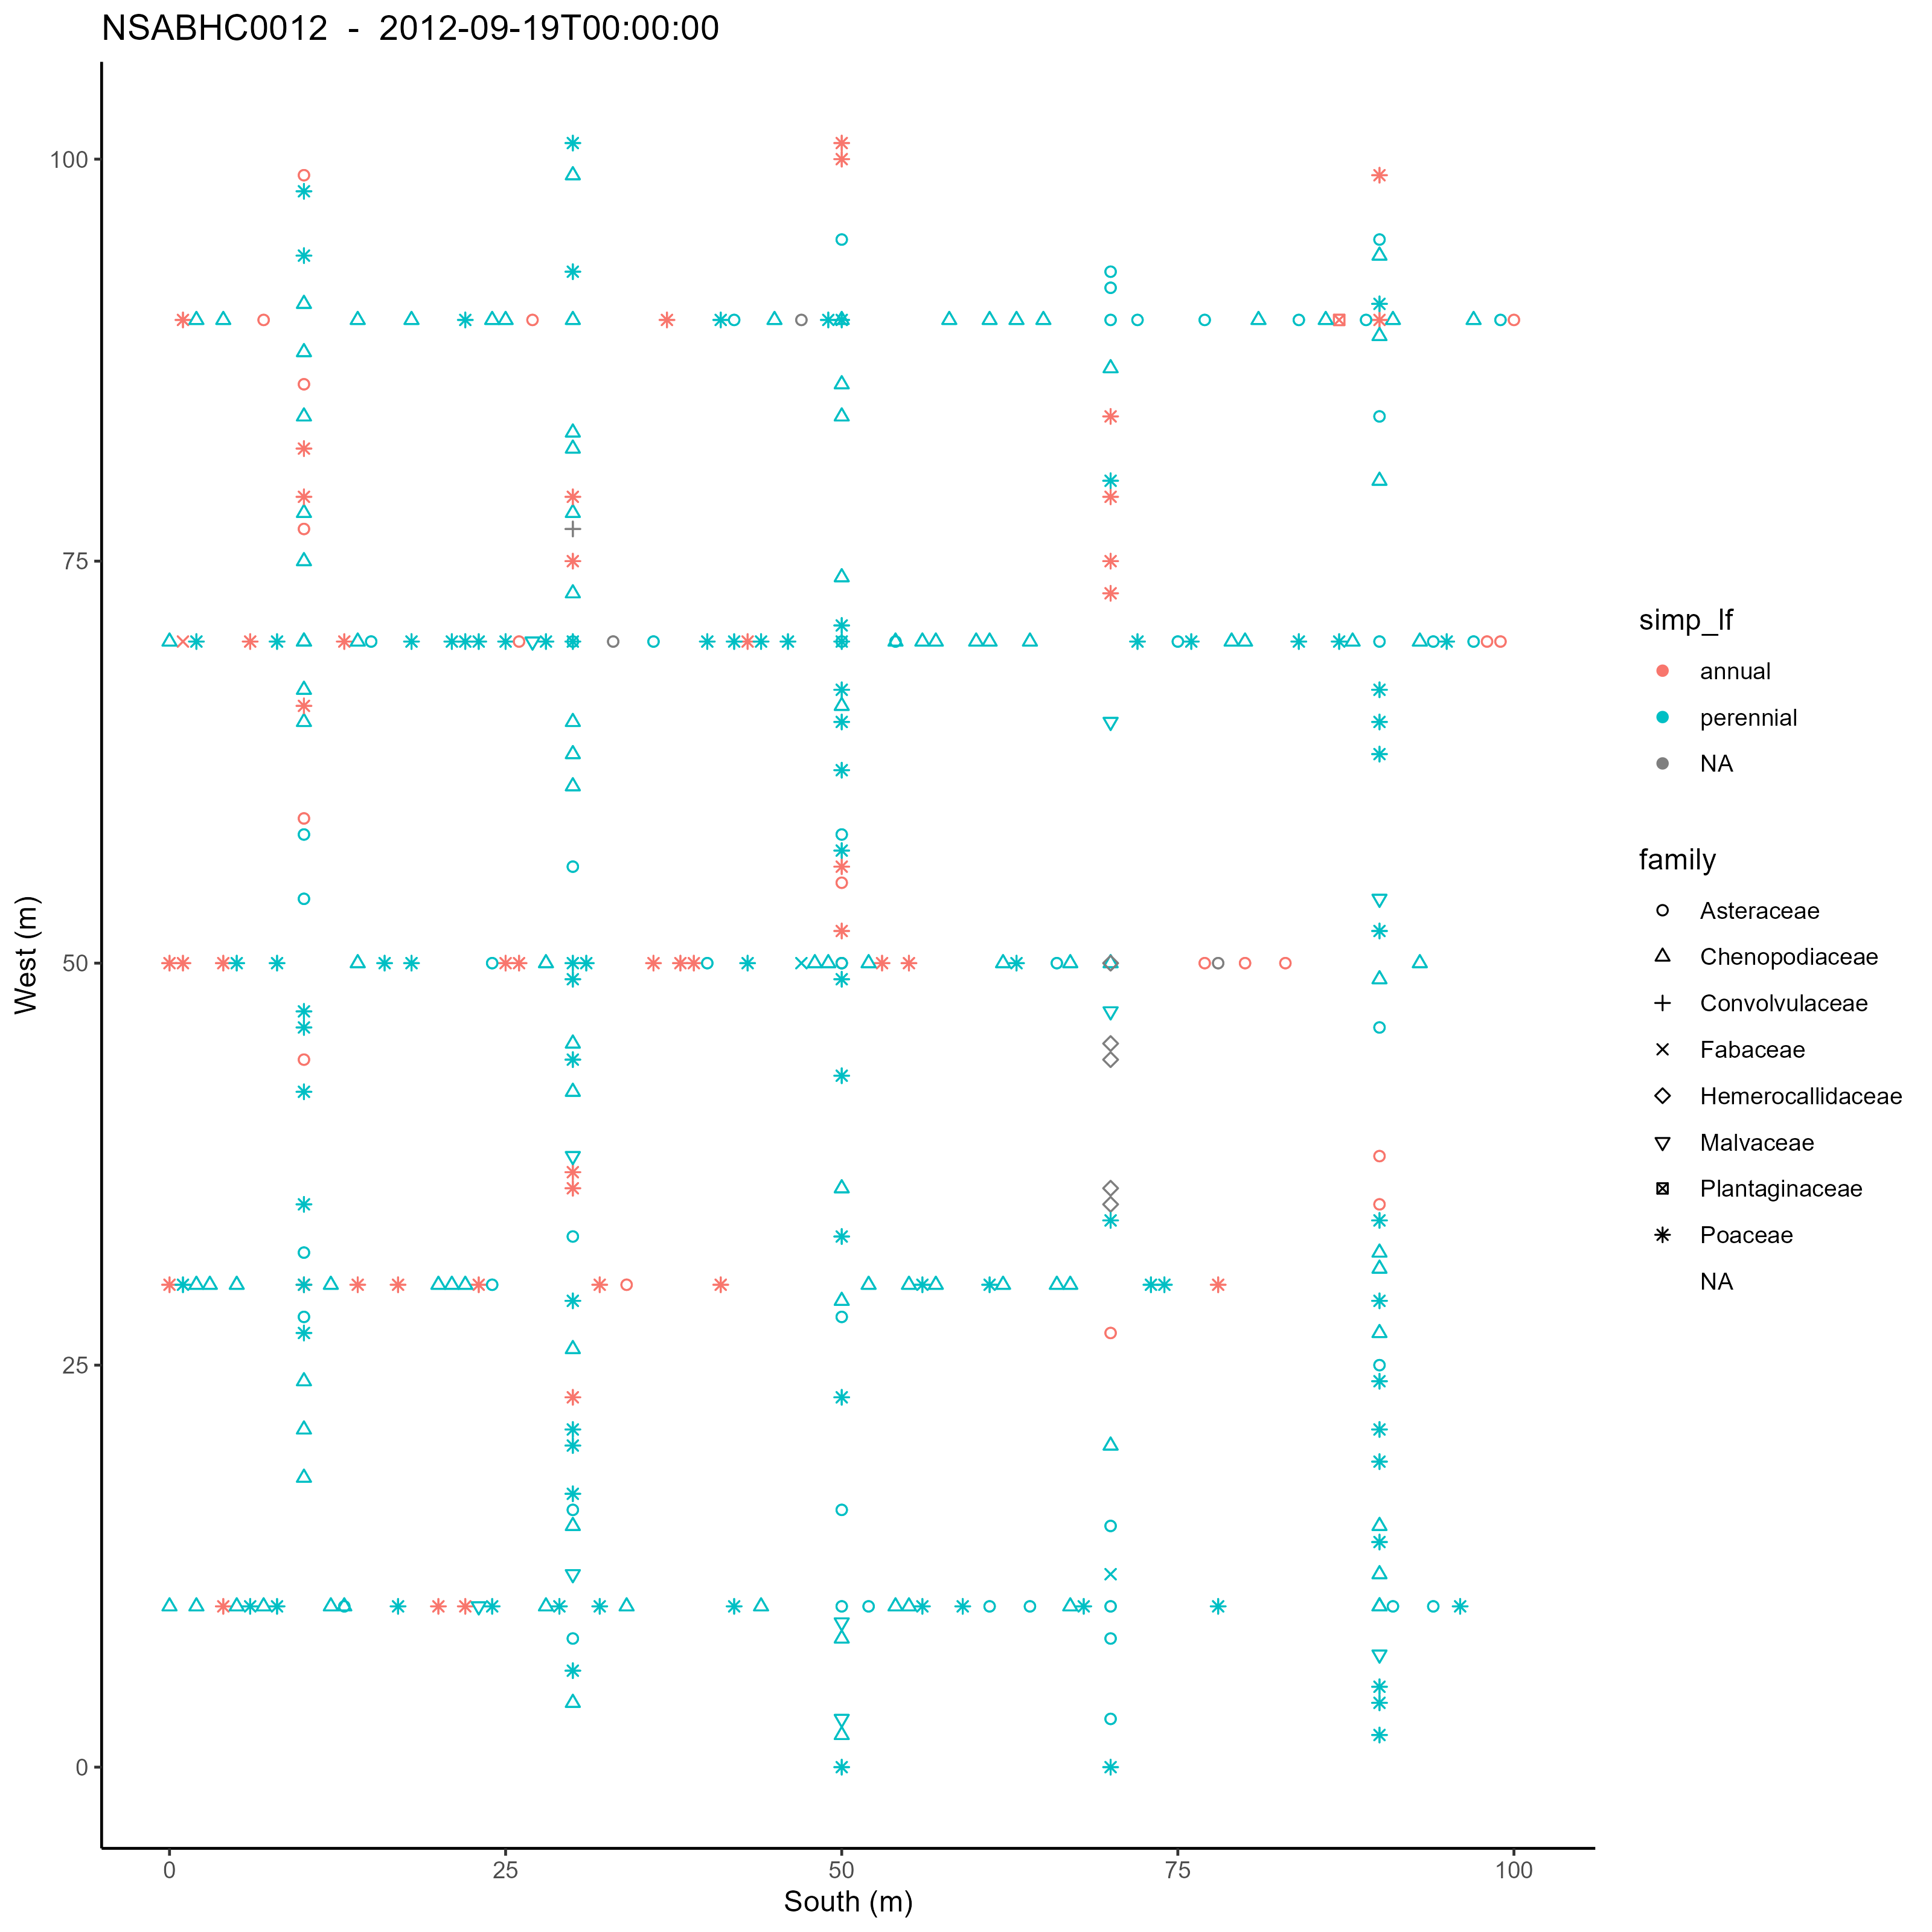 NSABHC0012 - 2012-09-19T00:00:00
West (m)
100
75
50
25
0
0 25 50 75 100
South (m)
simp_lf
annual
perennial
NA
family
Asteraceae
Chenopodiaceae
Convolvulaceae
Fabaceae
Hemerocallidaceae
Malvaceae
Plantaginaceae
Poaceae
NA